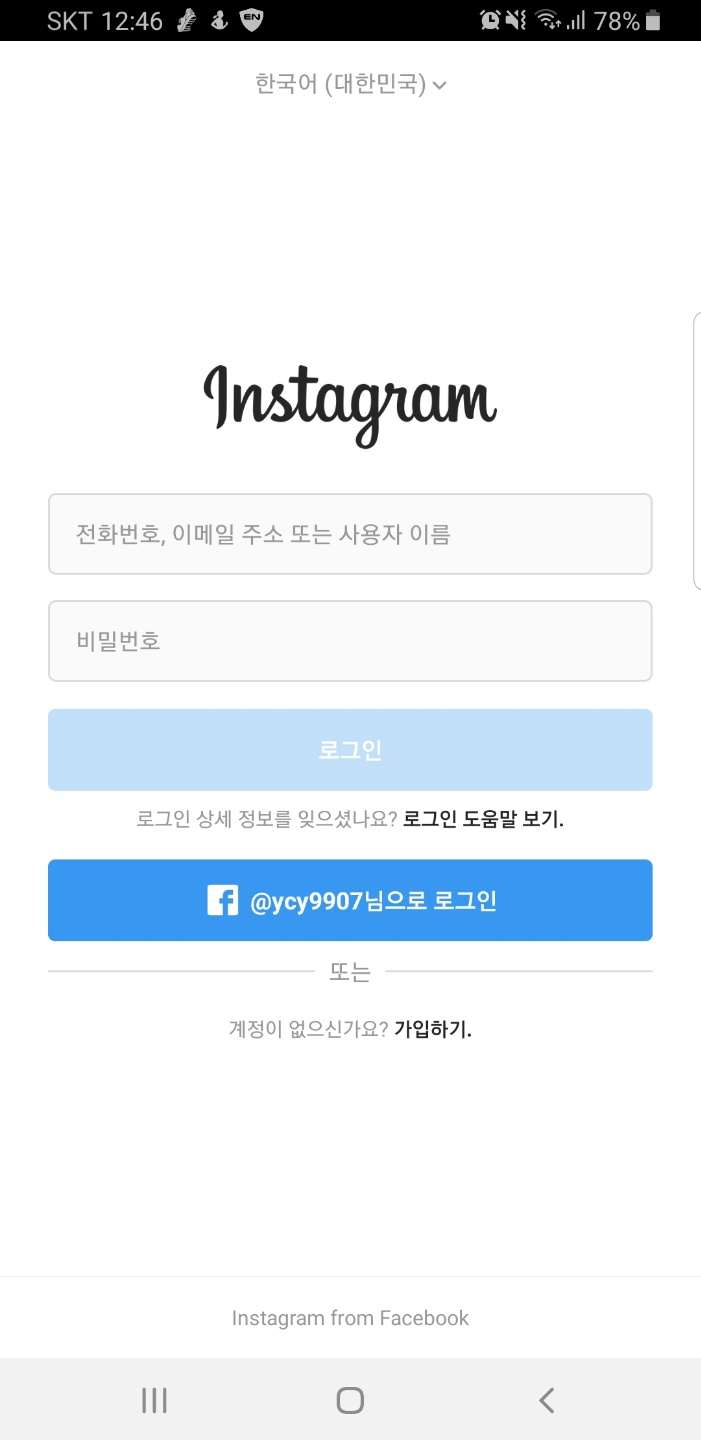 SKT 12:46 EN 78%
한국어 (대한민국)
Instagram
전화번호, 이메일 주소 또는 사용자 이름
비밀번호
로그인
로그인 상세 정보를 잊으셨나요? 로그인 도움말 보기.
@ycy9907님으로 로그인
또는
계정이 없으신가요? 가입하기.
Instagram from Facebook